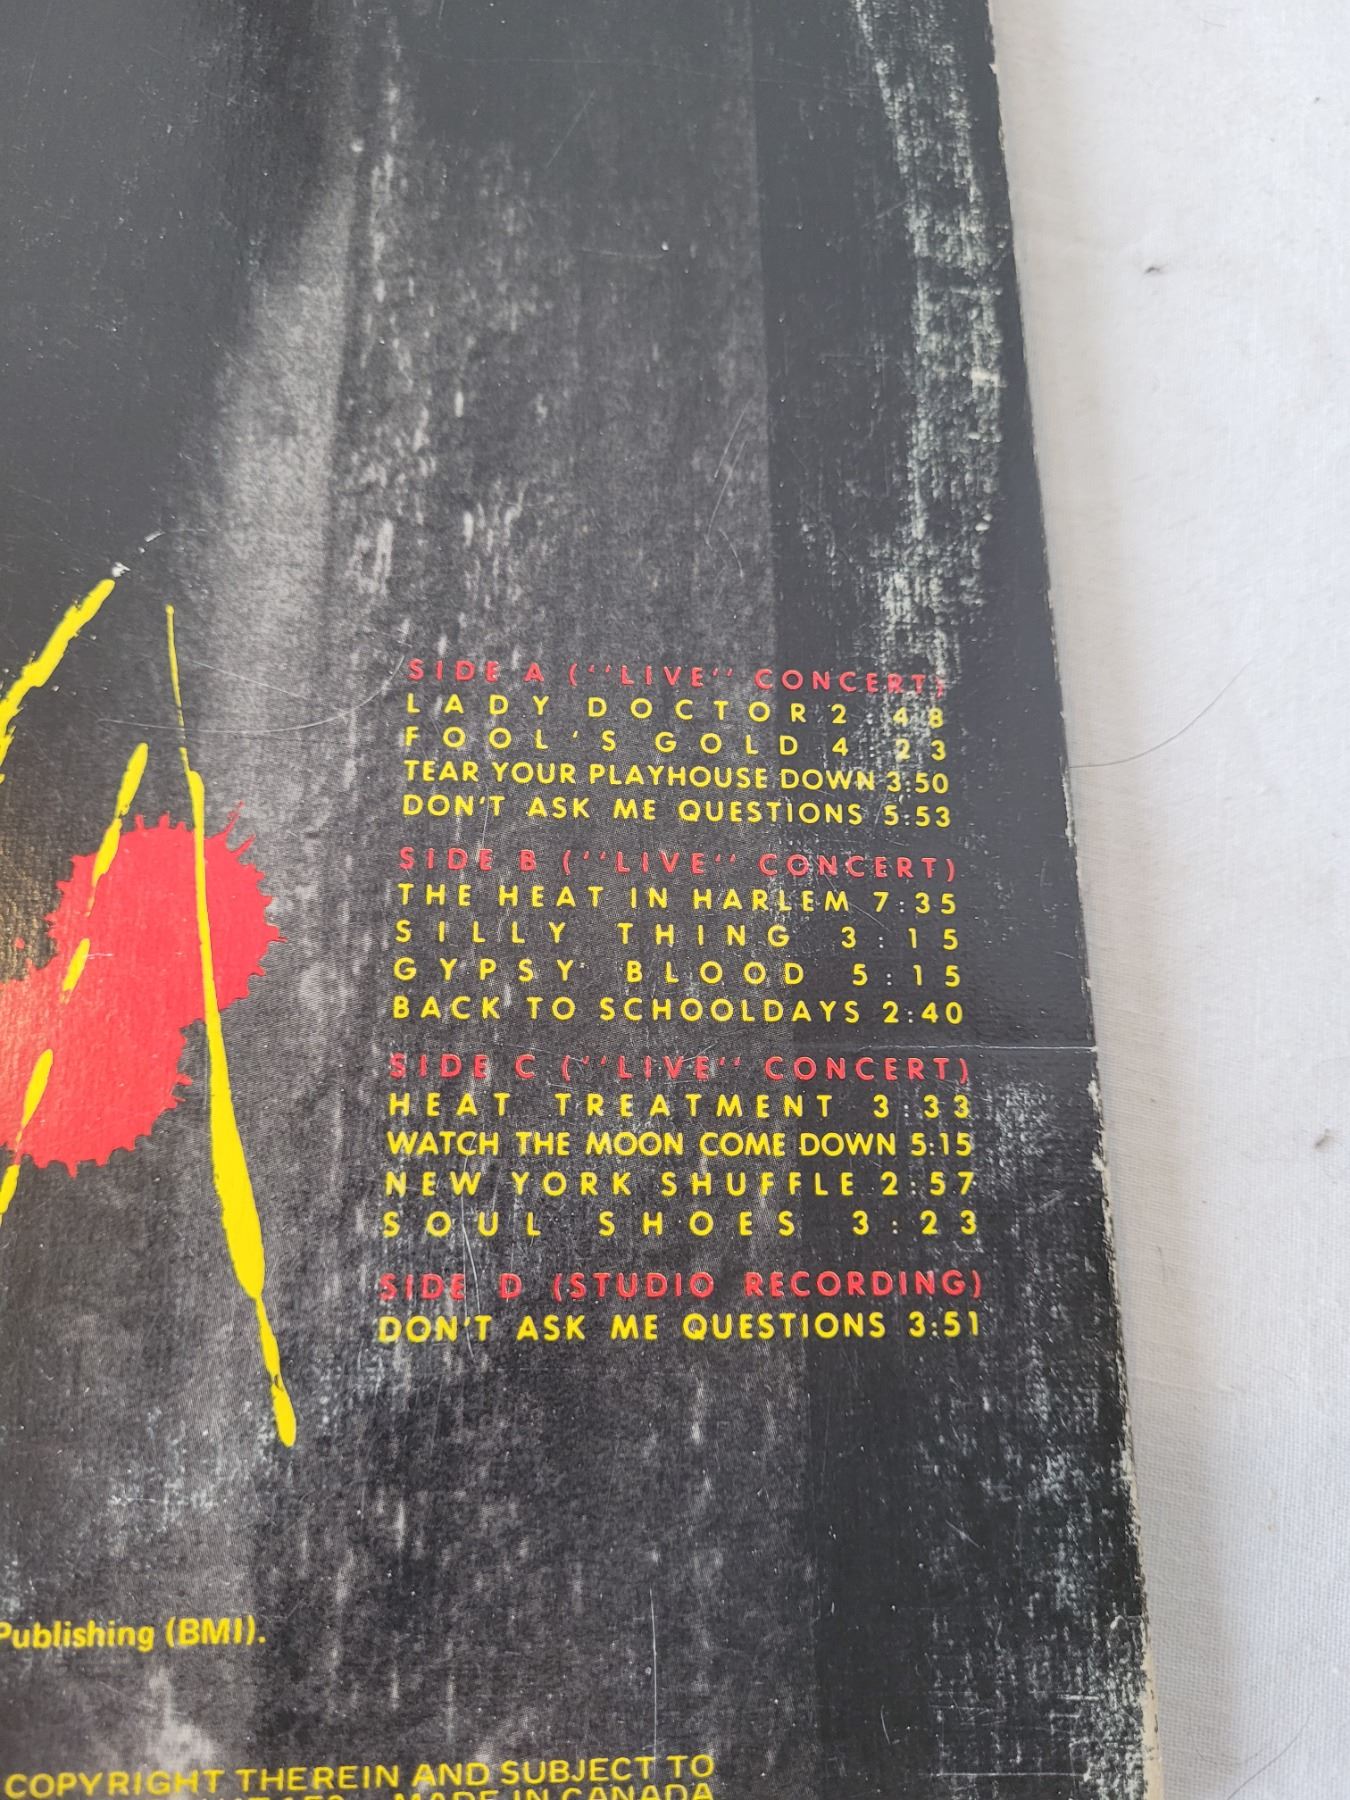 SIDE A (''LIVE'' CONCERT)
LADY DOCTOR 2:48
FOOL'S GOLD 4:23
TEAR YOUR PLAYHOUSE DOWN 3:50
DON'T ASK ME QUESTIONS 5:53
SIDE B (''LIVE'' CONCERT)
THE HEAT IN HARLEM 7:35
SILLY THING 3:15
GYPSY BLOOD 5:15
BACK TO SCHOOLDAYS 2:40
SIDE C (''LIVE'' CONCERT)
HEAT TREATMENT 3:33
WATCH THE MOON COME DOWN 5:15
NEW YORK SHUFFLE 2:57
SOUL SHOES 3:23
SIDE D (STUDIO RECORDING)
DON'T ASK ME QUESTIONS 3:51
Publishing (BMI).
COPYRIGHT THEREIN AND SUBJECT TO
MADE IN CANADA